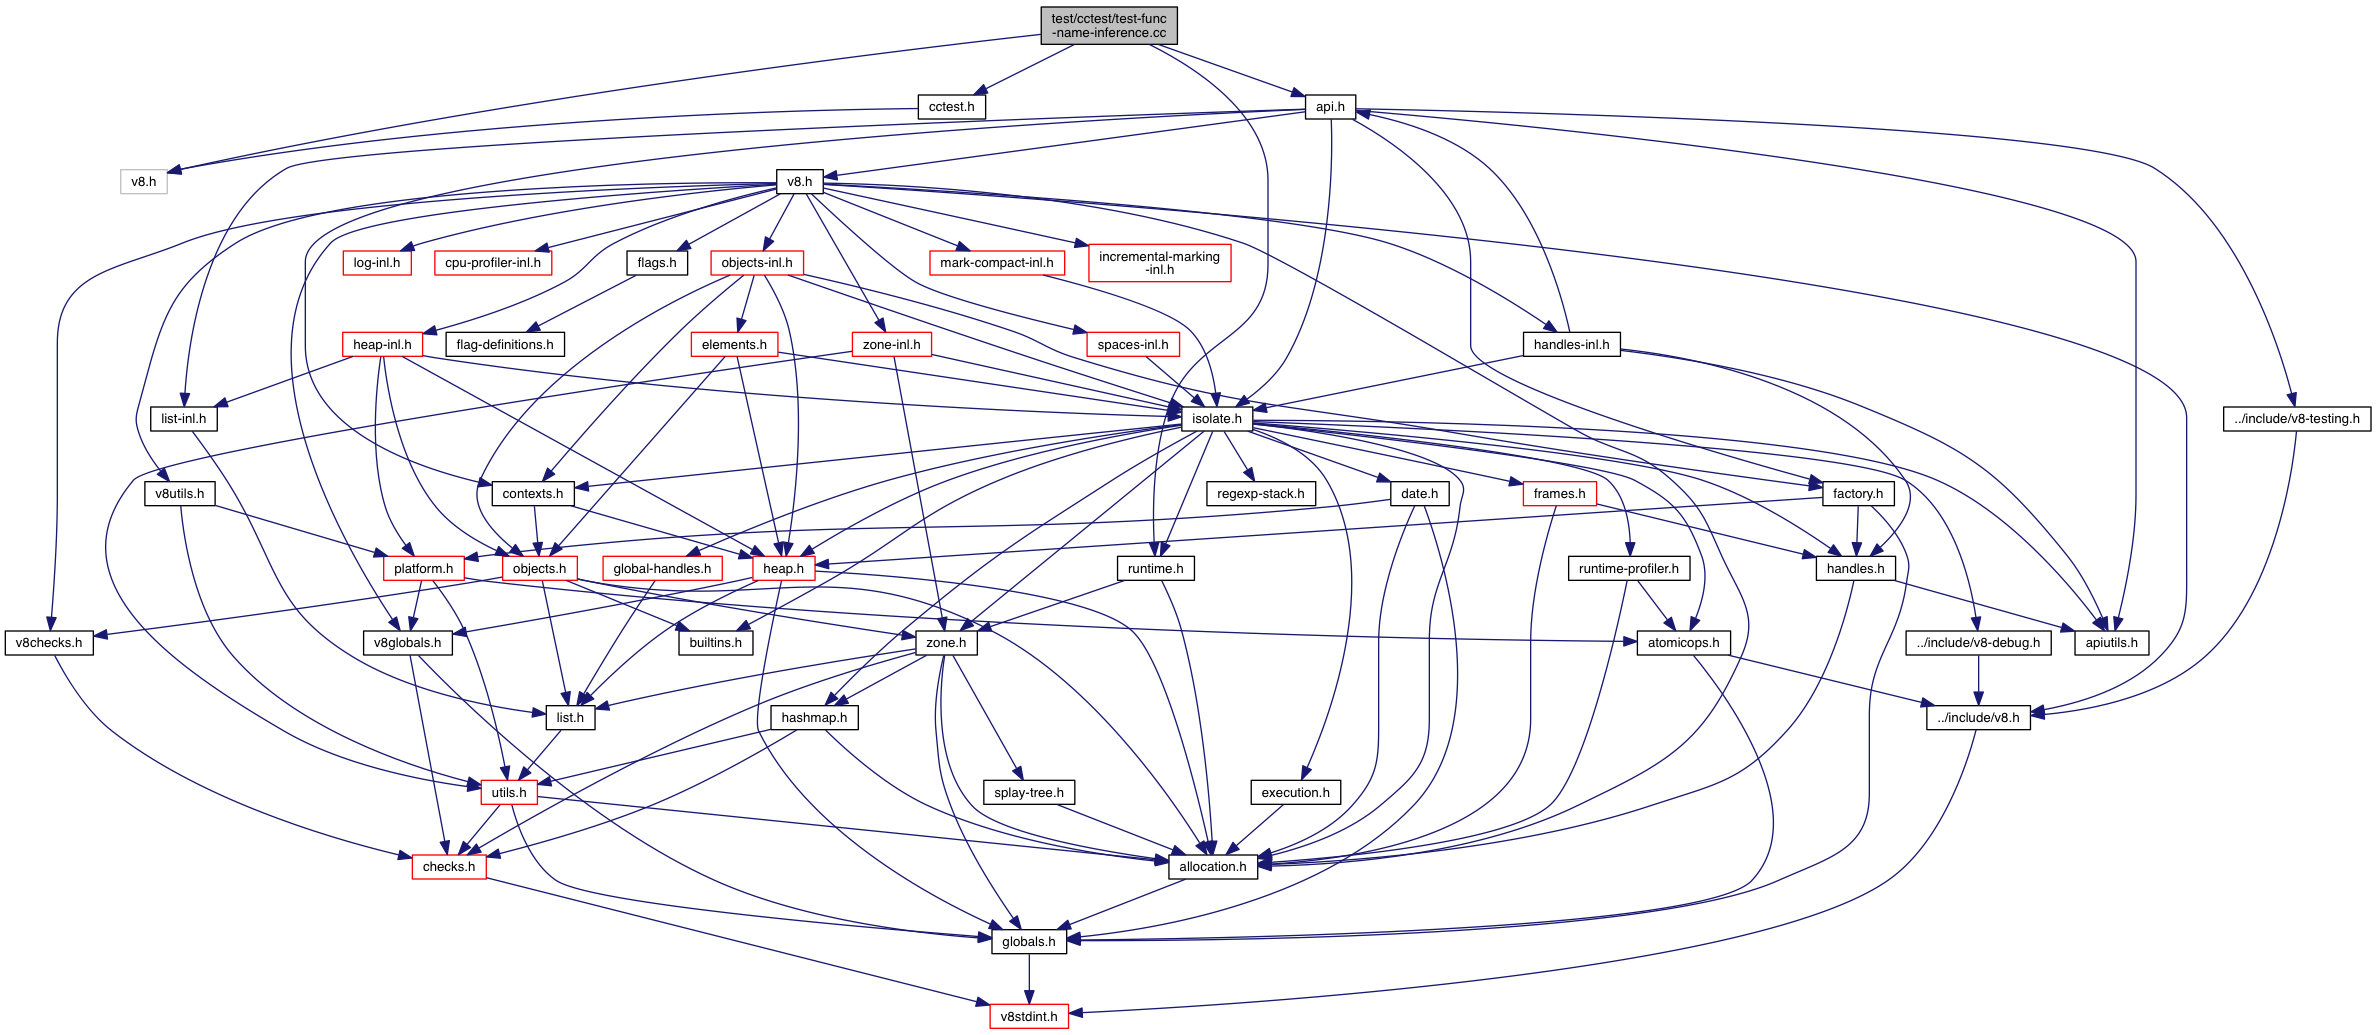 test/cctest/test-func
-name-inference.cc
cctest.h
api.h
v8.h
v8.h
log-inl.h
cpu-profiler-inl.h
flags.h
objects-inl.h
mark-compact-inl.h
incremental-marking
-inl.h
heap-inl.h
flag-definitions.h
elements.h
zone-inl.h
spaces-inl.h
handles-inl.h
list-inl.h
isolate.h
../include/v8-testing.h
v8utils.h
contexts.h
regexp-stack.h
date.h
frames.h
factory.h
platform.h
objects.h
global-handles.h
heap.h
runtime.h
runtime-profiler.h
handles.h
v8checks.h
v8globals.h
builtins.h
zone.h
atomicops.h
../include/v8-debug.h
apiutils.h
list.h
hashmap.h
../include/v8.h
utils.h
splay-tree.h
execution.h
checks.h
allocation.h
globals.h
v8stdint.h